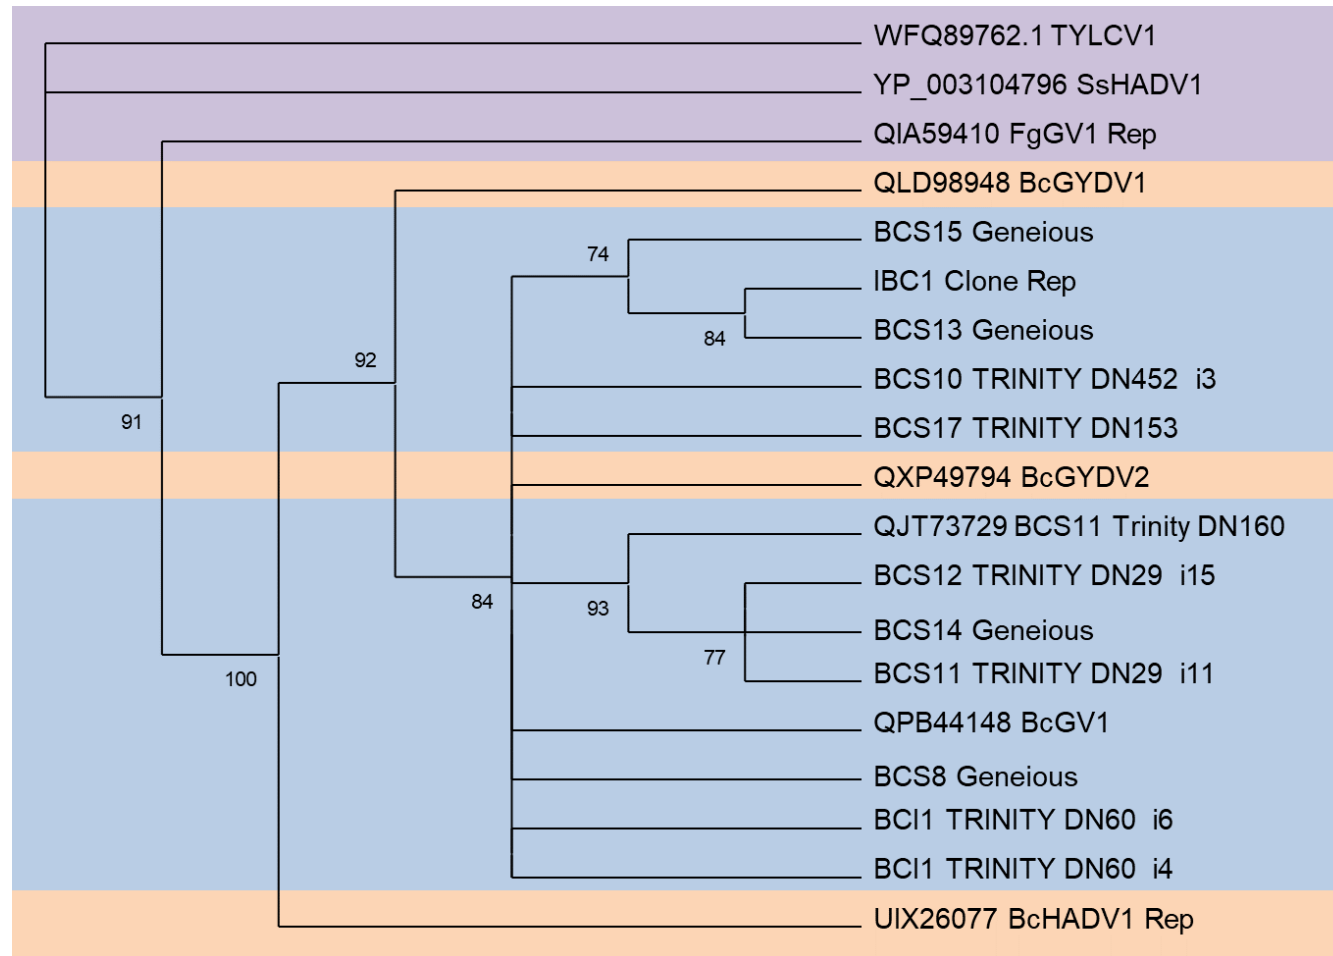 WFQ89762.1 TYLCV1
YP_003104796 SsHADV1
QIA59410 FgGV1 Rep
QLD98948 BcGYDV1
BCS15 Geneious
74
IBC1 Clone Rep
BCS13 Geneious
84
92
BCS10 TRINITY DN452 i3
91
BCS17 TRINITY DN153
QXP49794 BcGYDV2
QJT73729 BCS11 Trinity DN160
BCS12 TRINITY DN29 i15
84
93
BCS14 Geneious
77
BCS11 TRINITY DN29 i11
100
QPB44148 BcGV1
BCS8 Geneious
BCI1 TRINITY DN60 i6
BCI1 TRINITY DN60 i4
UIX26077 BcHADV1 Rep